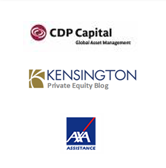 CDP Capital
Global Asset Management
KENSINGTON
Private Equity Blog
AXA
ASSISTANCE